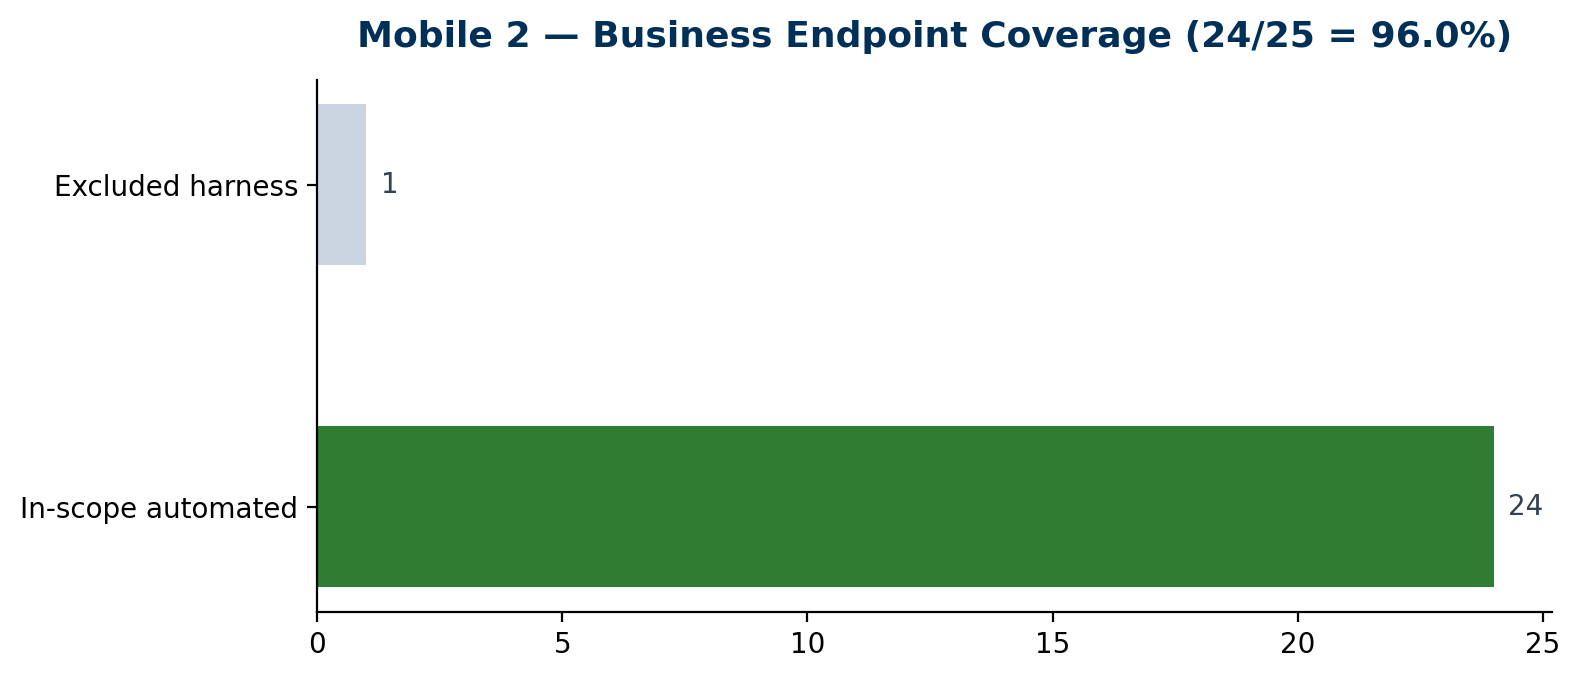 Mobile 2 — Business Endpoint Coverage (24/25 = 96.0%)
Excluded harness 1
In-scope automated 24
0 5 10 15 20 25